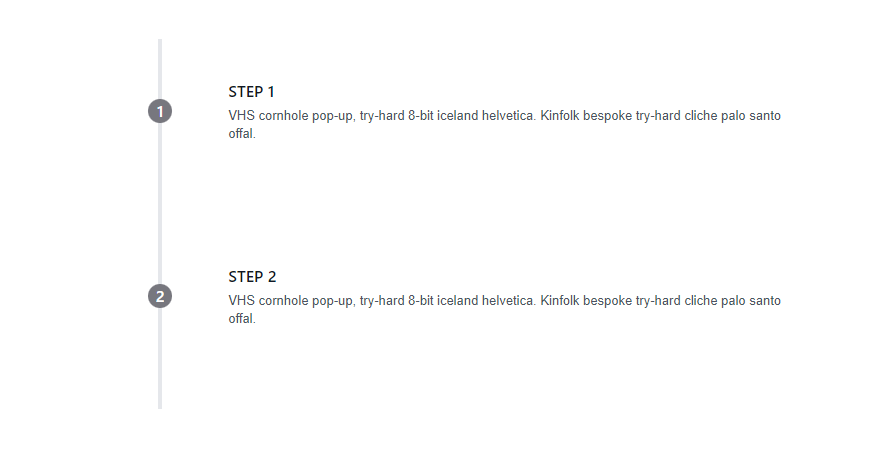 STEP 1
1
VHS cornhole pop-up, try-hard 8-bit iceland helvetica. Kinfolk bespoke try-hard cliche palo santo
offal.
STEP 2
2
VHS cornhole pop-up, try-hard 8-bit iceland helvetica. Kinfolk bespoke try-hard cliche palo santo
offal.